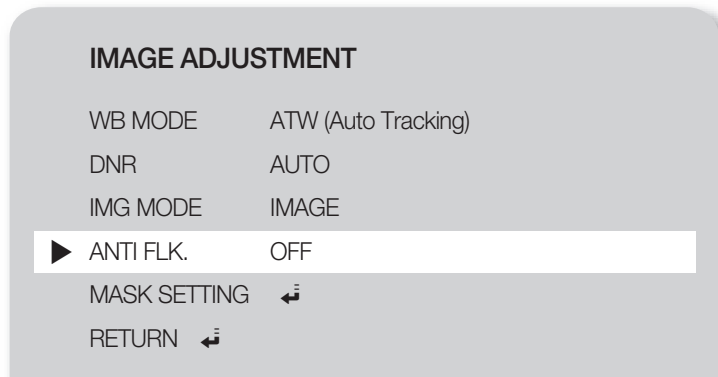 IMAGE ADJUSTMENT
WB MODE ATW (Auto Tracking)
DNR AUTO
IMG MODE IMAGE
ANTI FLK. OFF
MASK SETTING
RETURN